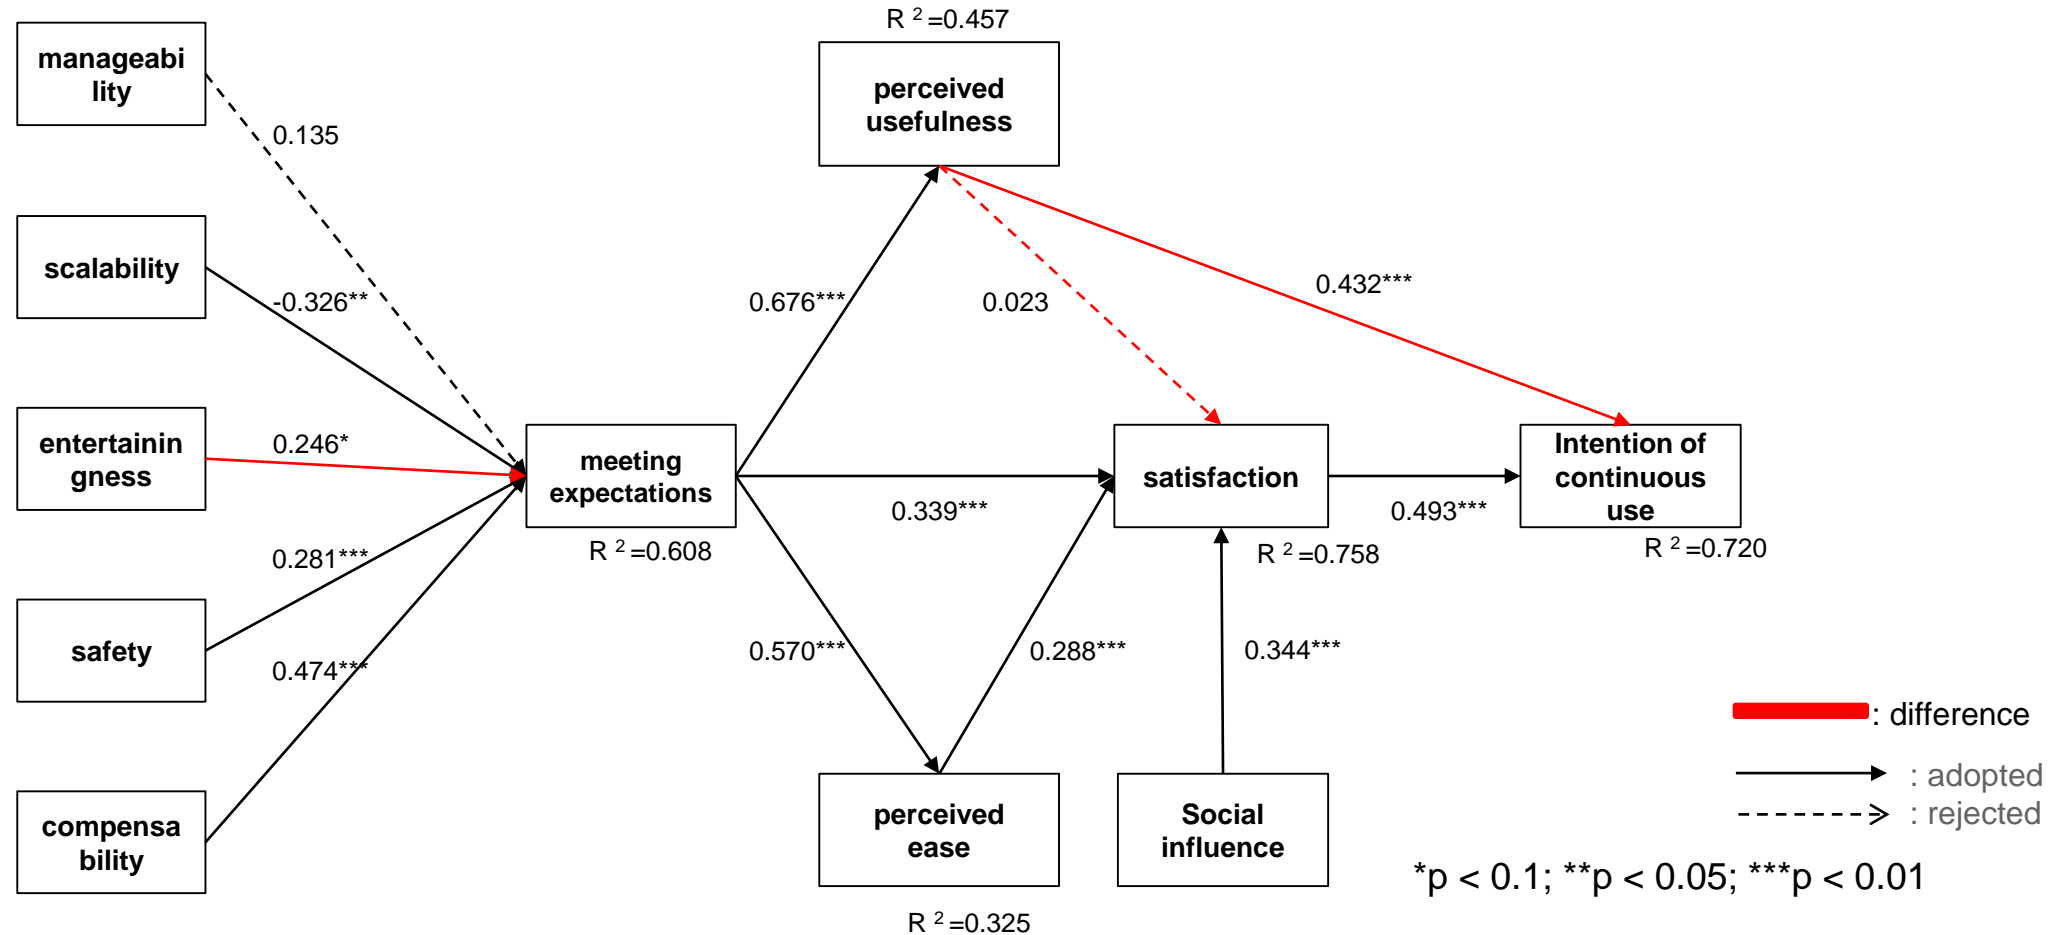 R ²=0.457
manageabi
lity
perceived
usefulness
0.135
scalability
-0.326**
0.676***
0.023
0.432***
entertainin
gness
0.246*
meeting
expectations
R ²=0.608
0.339***
satisfaction
R ²=0.758
0.493***
Intention of
continuous
use
R ²=0.720
0.281***
safety
0.474***
0.570***
0.288***
0.344***
compensa
bility
perceived
ease
R ²=0.325
Social
influence
: difference
: adopted
: rejected
*p < 0.1; **p < 0.05; ***p < 0.01